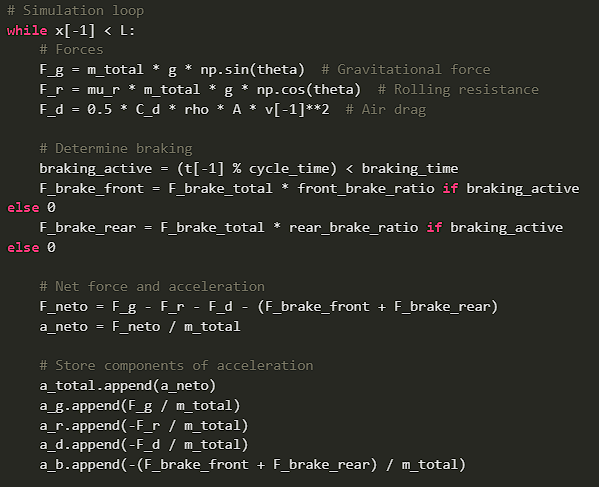 # Simulation loop
while x[-1] < L:
    # Forces
    F_g = m_total * g * np.sin(theta)  # Gravitational force
    F_r = mu_r * m_total * g * np.cos(theta)  # Rolling resistance
    F_d = 0.5 * C_d * rho * A * v[-1]**2  # Air drag

    # Determine braking
    braking_active = (t[-1] % cycle_time) < braking_time
    F_brake_front = F_brake_total * front_brake_ratio if braking_active
else 0
    F_brake_rear = F_brake_total * rear_brake_ratio if braking_active
else 0

    # Net force and acceleration
    F_neto = F_g - F_r - F_d - (F_brake_front + F_brake_rear)
    a_neto = F_neto / m_total

    # Store components of acceleration
    a_total.append(a_neto)
    a_g.append(F_g / m_total)
    a_r.append(-F_r / m_total)
    a_d.append(-F_d / m_total)
    a_b.append(-(F_brake_front + F_brake_rear) / m_total)